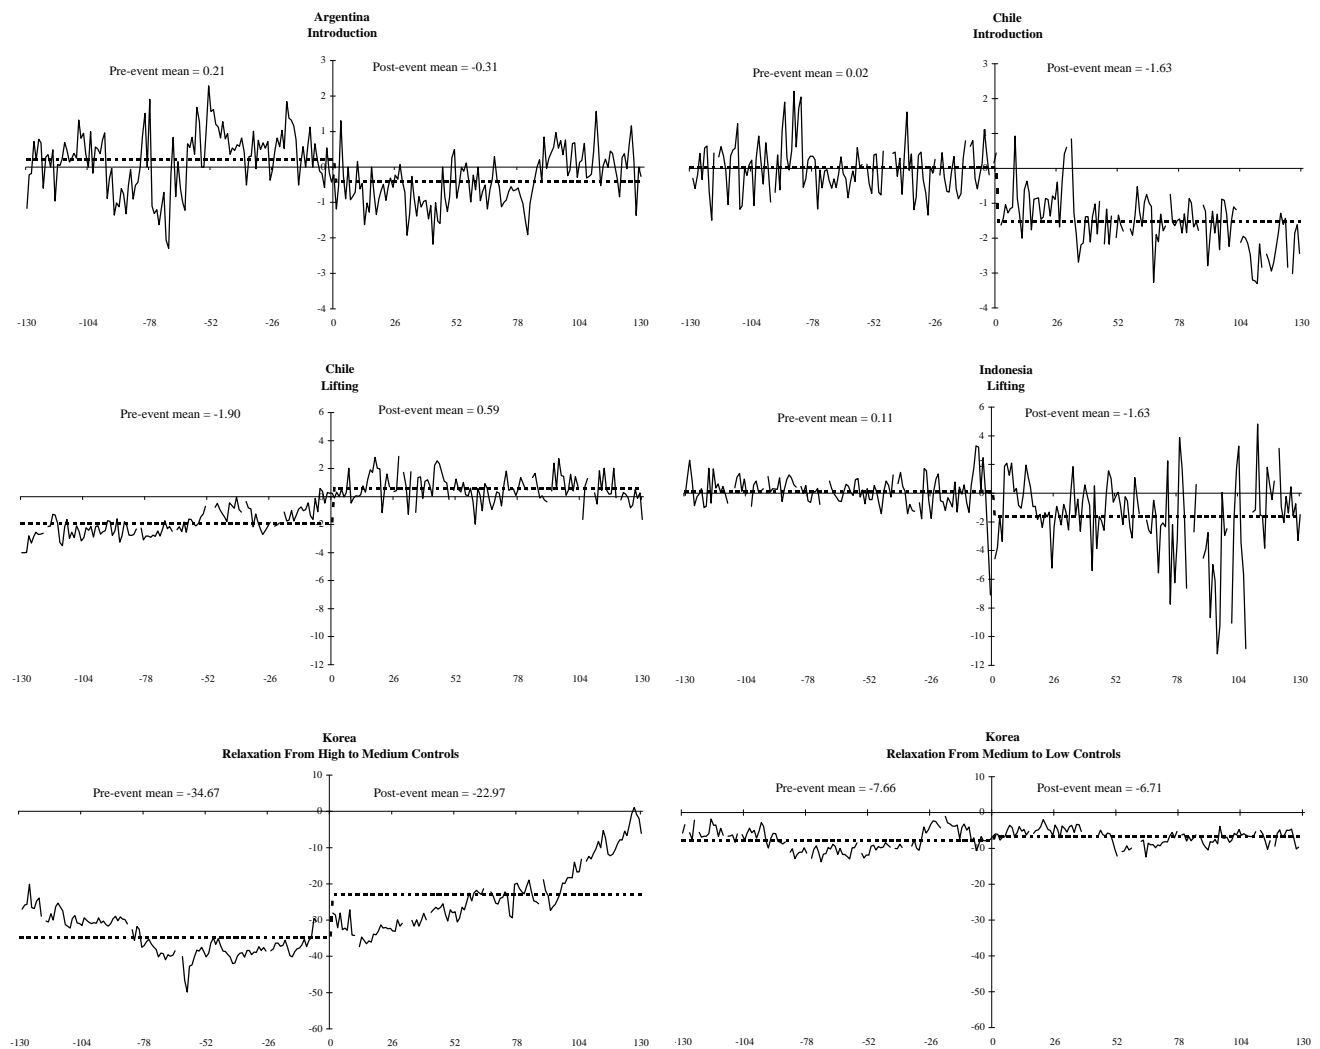 Argentina
Introduction
Pre-event mean = 0.21
Post-event mean = -0.31
3
2
1
0
-1
-2
-3
-4
-130 -104 -78 -52 -26 0 26 52 78 104 130
Chile
Introduction
Pre-event mean = 0.02
Post-event mean = -1.63
3
2
1
0
-1
-2
-3
-4
-130 -104 -78 -52 -26 0 26 52 78 104 130
Chile
Lifting
Pre-event mean = -1.90
Post-event mean = 0.59
6
4
2
0
-2
-4
-6
-8
-10
-12
-130 -104 -78 -52 -26 0 26 52 78 104 130
Indonesia
Lifting
Pre-event mean = 0.11
Post-event mean = -1.63
6
4
2
0
-2
-4
-6
-8
-10
-12
-130 -104 -78 -52 -26 0 26 52 78 104 130
Korea
Relaxation From High to Medium Controls
Pre-event mean = -34.67
Post-event mean = -22.97
10
0
-10
-20
-30
-40
-50
-60
-130 -104 -78 -52 -26 0 26 52 78 104 130
Korea
Relaxation From Medium to Low Controls
Pre-event mean = -7.66
Post-event mean = -6.71
10
0
-10
-20
-30
-40
-50
-60
-130 -104 -78 -52 -26 0 26 52 78 104 130